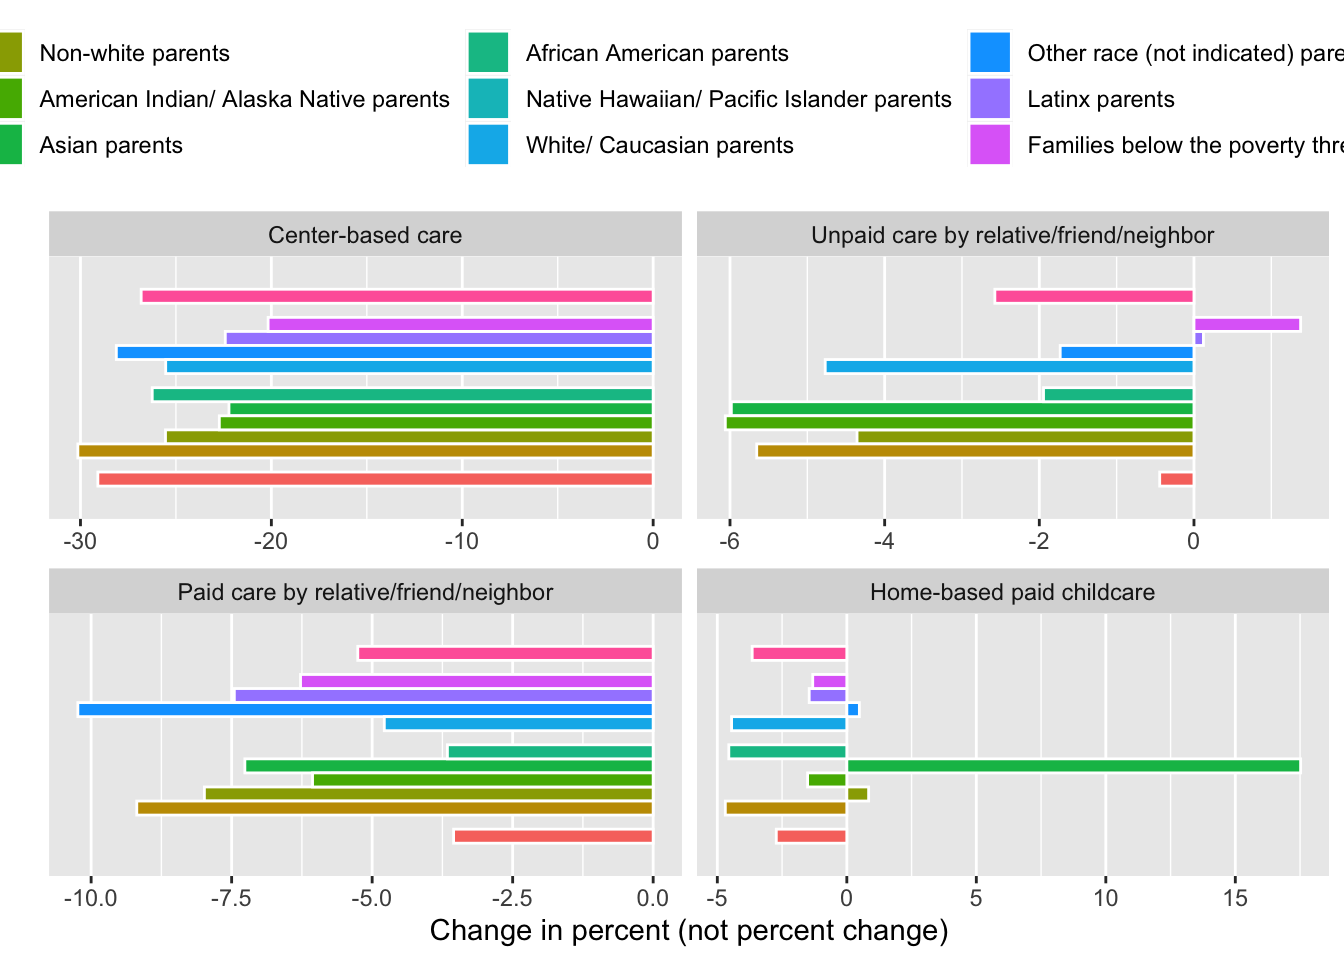 Non-white parents African American parents Other race (not indicated) pare
American Indian/ Alaska Native parents Native Hawaiian/ Pacific Islander parents Latinx parents
Asian parents White/ Caucasian parents Families below the poverty thre
Center-based care Unpaid care by relative/friend/neighbor
-30 -20 -10 0 -6 -4 -2 0
Paid care by relative/friend/neighbor Home-based paid childcare
-10.0 -7.5 -5.0 -2.5 0.0 -5 0 5 10 15
Change in percent (not percent change)